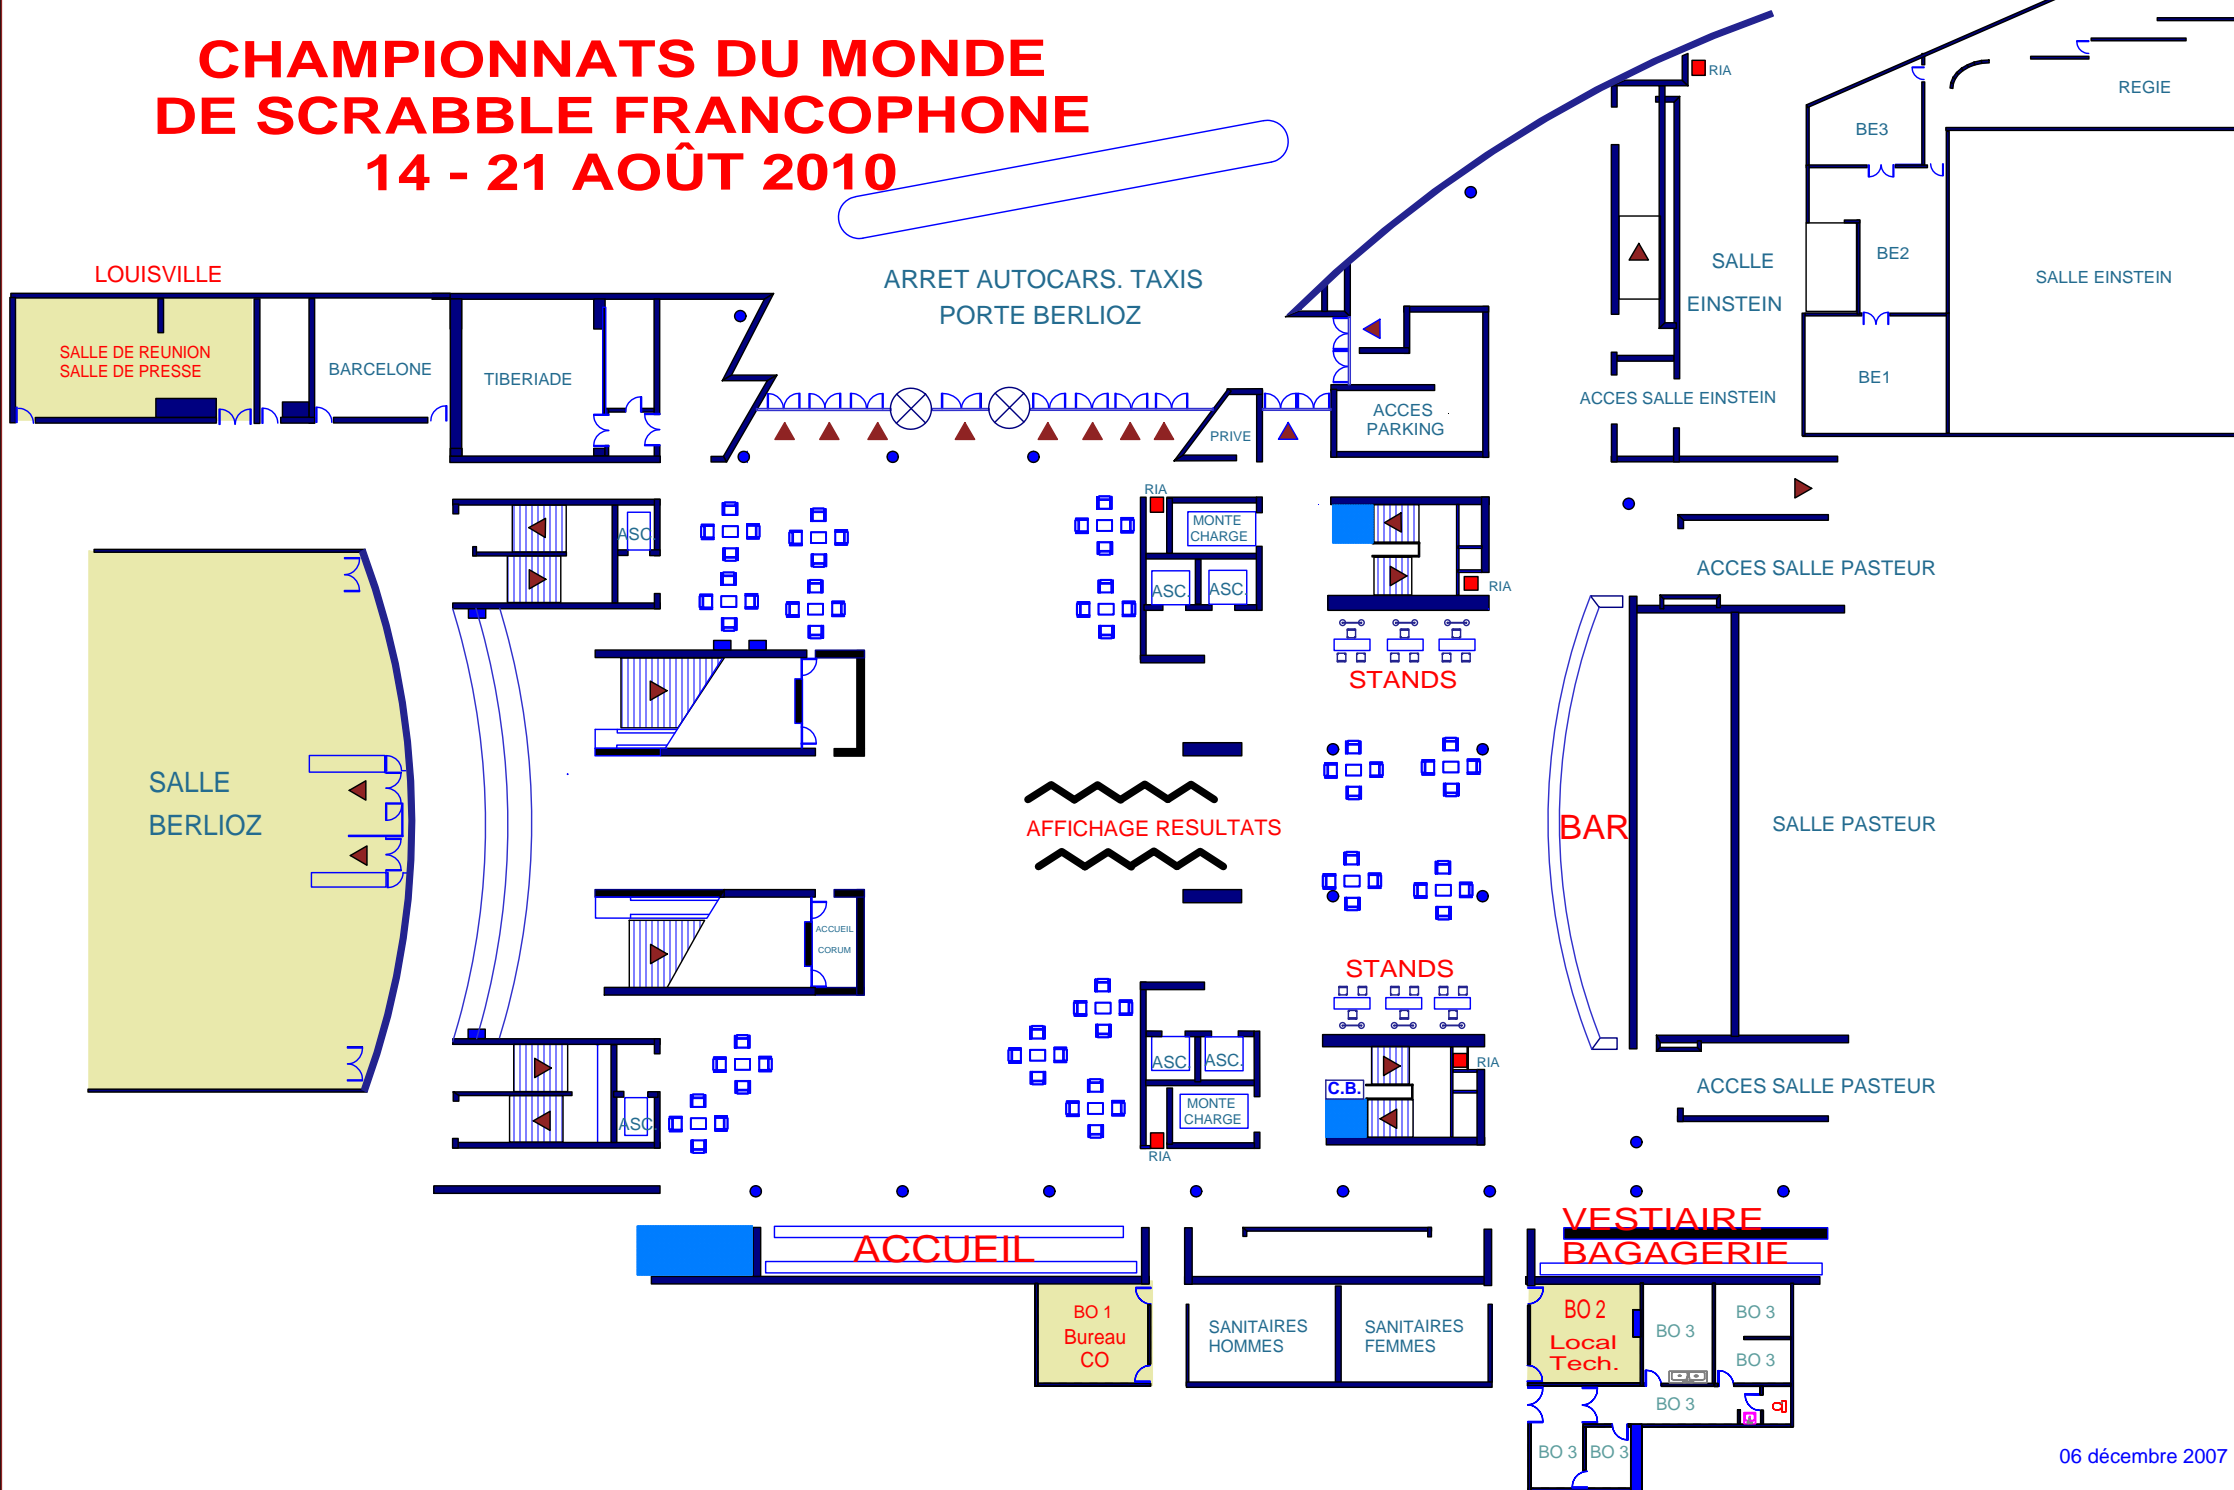 CHAMPIONNATS DU MONDE
DE SCRABBLE FRANCOPHONE
14 - 21 AOÛT 2010
RIA
REGIE
BE3
LOUISVILLE
ARRET AUTOCARS. TAXIS
PORTE BERLIOZ
SALLE
EINSTEIN
BE2
SALLE EINSTEIN
SALLE DE REUNION
SALLE DE PRESSE
BARCELONE
TIBERIADE
BE1
ACCES SALLE EINSTEIN
ACCES
PARKING
PRIVE
RIA
MONTE
CHARGE
ASC.
ASC.
ASC.
RIA
ACCES SALLE PASTEUR
STANDS
SALLE
BERLIOZ
AFFICHAGE RESULTATS
BAR
SALLE PASTEUR
ACCUEIL
CORUM
STANDS
ASC.
ASC.
RIA
C.B.
ACCES SALLE PASTEUR
MONTE
CHARGE
ASC.
RIA
ACCUEIL
VESTIAIRE
BAGAGERIE
BO 1
Bureau
CO
SANITAIRES
HOMMES
SANITAIRES
FEMMES
BO 2
Local
Tech.
BO 3
BO 3
BO 3
BO 3
BO 3
BO 3
06 décembre 2007